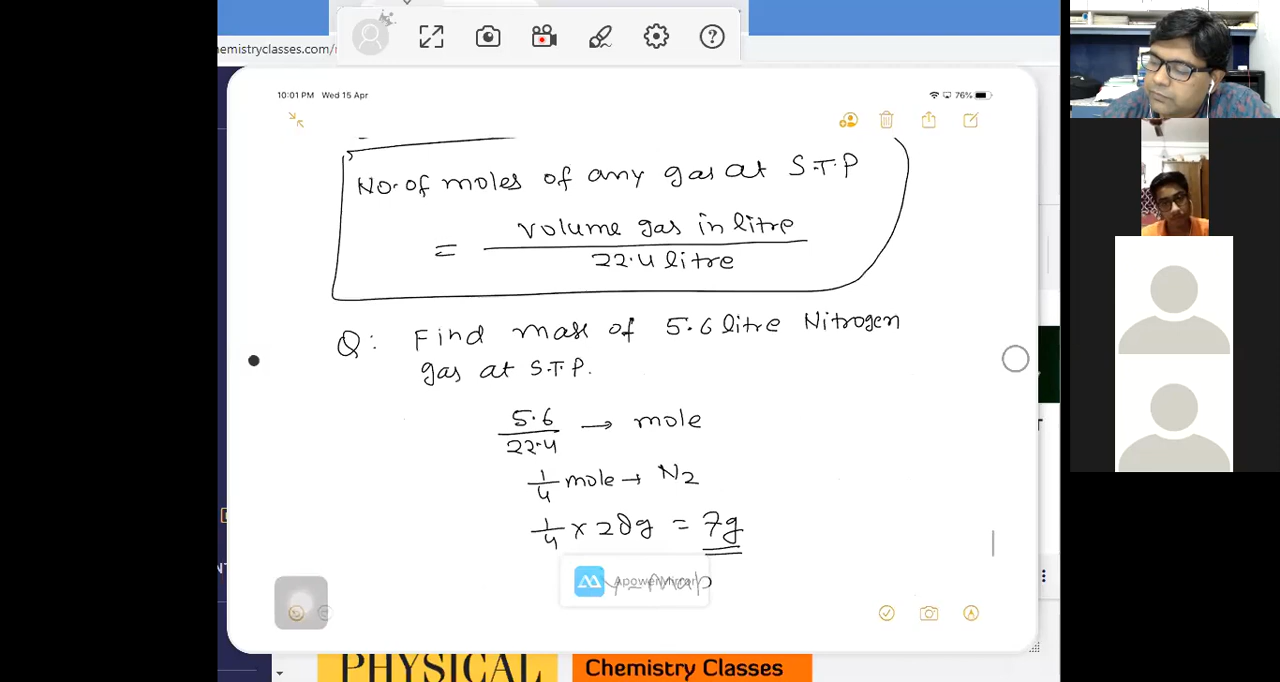 emistryclasses.com/
10:01 PM Wed 15 Apr
76%
No. of moles of any gas at S.T.P
= volume gas in litre
22.4 litre
Q: Find mass of 5.6 litre Nitrogen
gas at S.T.P.
5.6 → mole
22.4
1/4 mole → N2
1/4 × 28g = 7g
ApowerMirror
PHYSICAL
Chemistry Classes